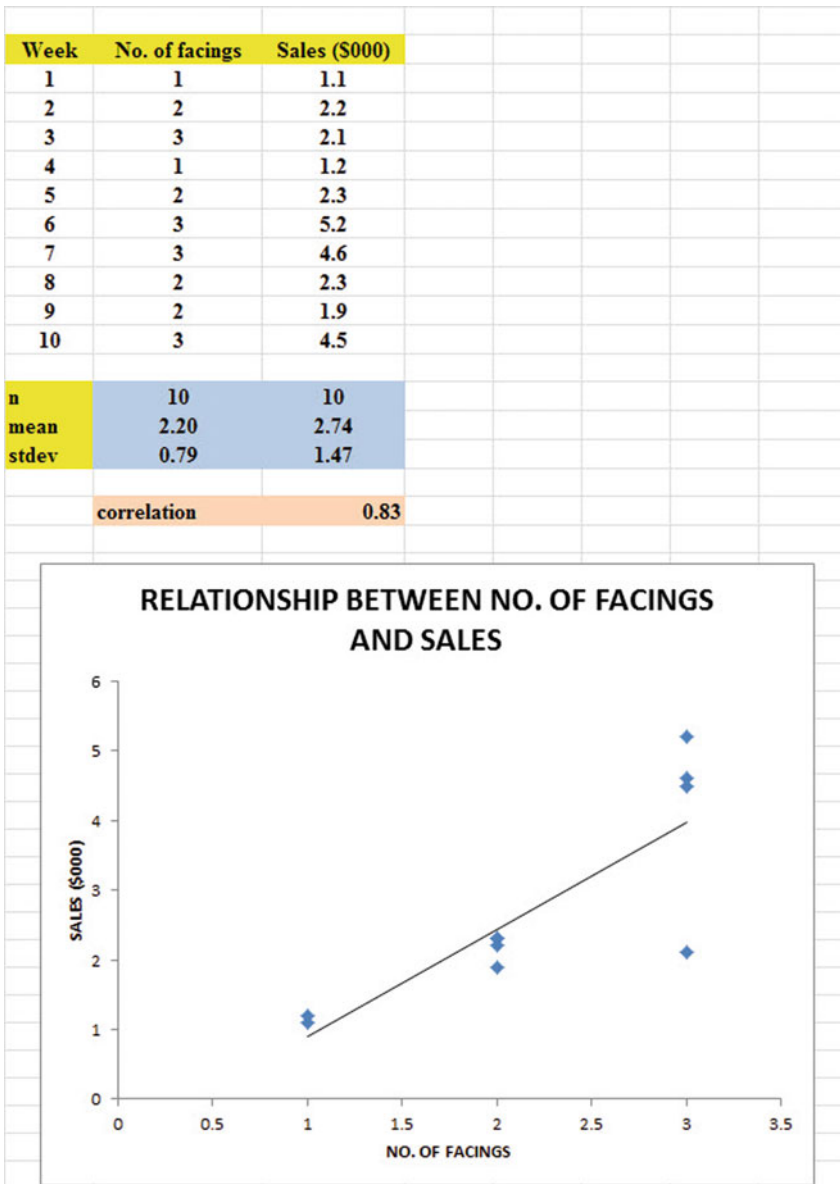 Week No. of facings Sales ($000)
1 1 1.1
2 2 2.2
3 3 2.1
4 1 1.2
5 2 2.3
6 3 5.2
7 3 4.6
8 2 2.3
9 2 1.9
10 3 4.5
n 10 10
mean 2.20 2.74
stdev 0.79 1.47
correlation 0.83
RELATIONSHIP BETWEEN NO. OF FACINGS
AND SALES
6
5
4
3
2
1
0
SALES ($000)
0 0.5 1 1.5 2 2.5 3 3.5
NO. OF FACINGS